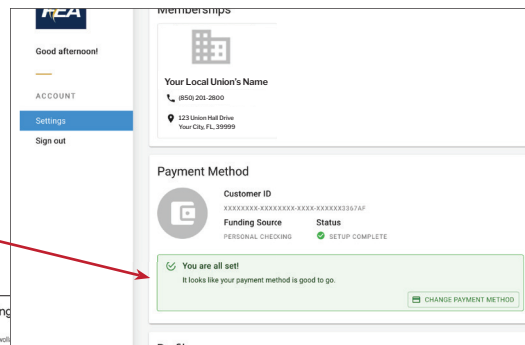 FEA
Good afternoon!
ACCOUNT
Settings
Sign out
Memberships
Your Local Union's Name
(850) 201-2800
123 Union Hall Drive
Your City, FL, 39999
Payment Method
Customer ID
XXXXXXXX-XXXXXXXX-XXXX-XXXXXX3367AF
Funding Source Status
PERSONAL CHECKING SETUP COMPLETE
You are all set!
It looks like your payment method is good to go.
CHANGE PAYMENT METHOD